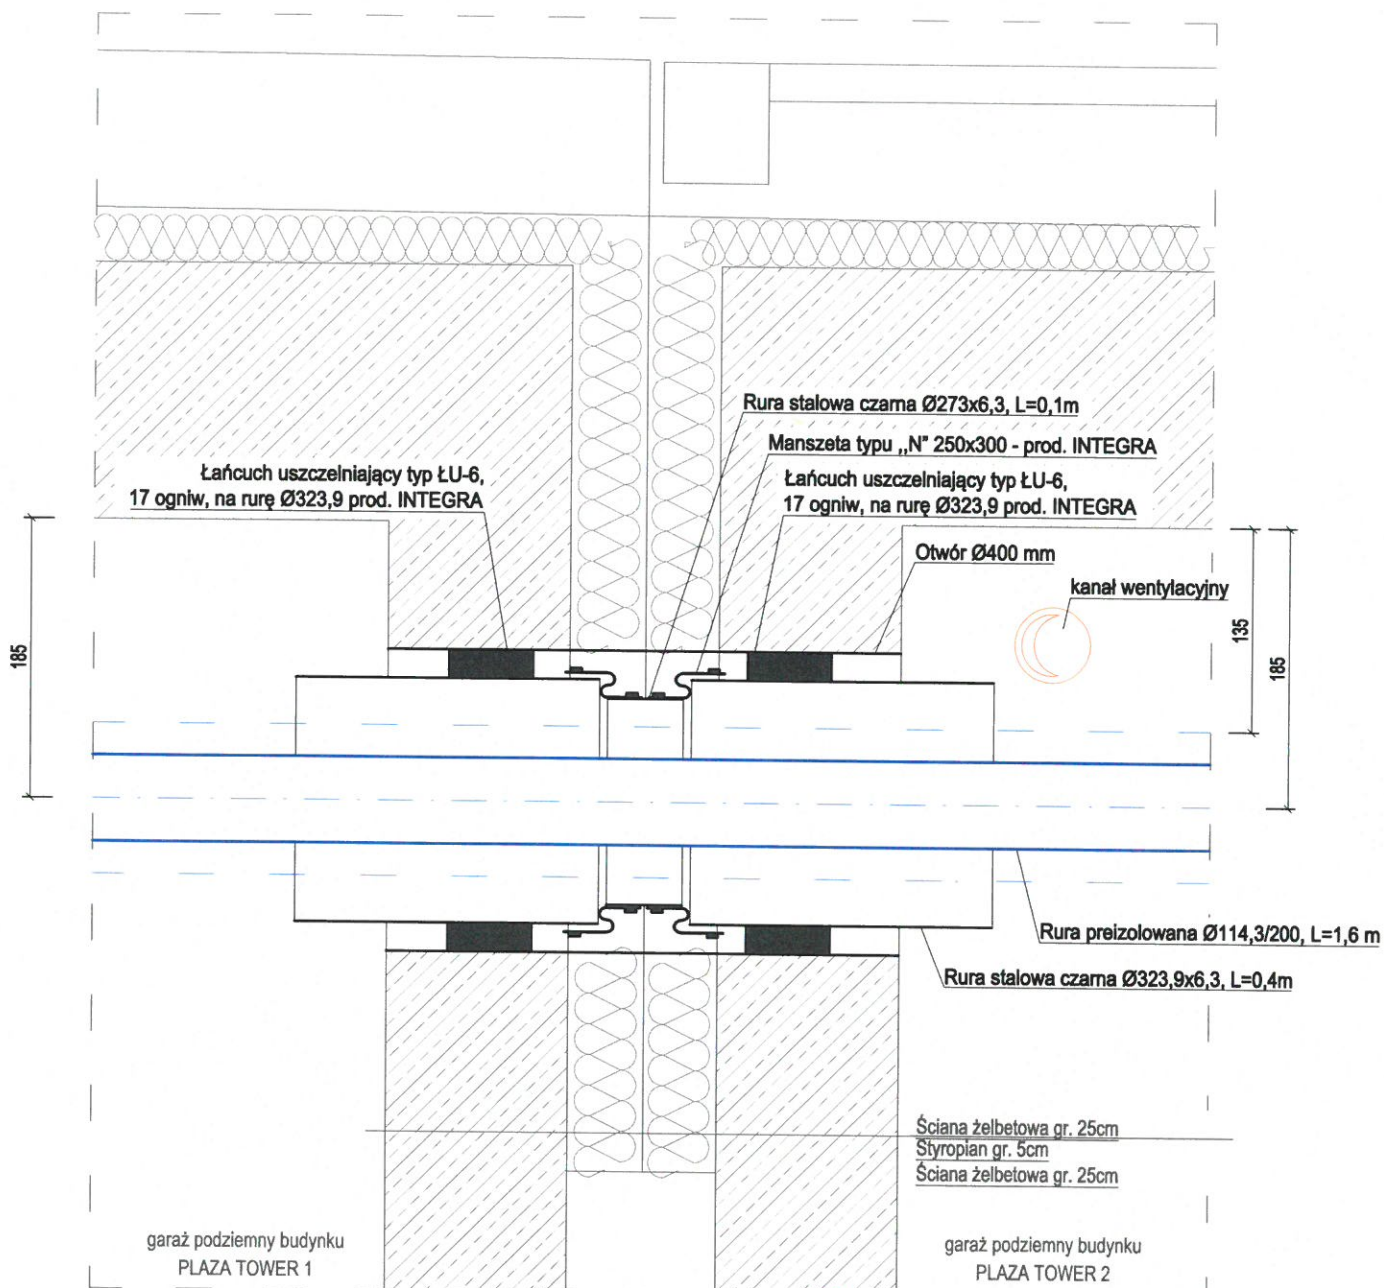 Rura stalowa czarna Ø273x6,3, L=0,1m
Manszeta typu „N” 250x300 - prod. INTEGRA
Łańcuch uszczelniający typ ŁU-6,
17 ogniw, na rurę Ø323,9 prod. INTEGRA
Łańcuch uszczelniający typ ŁU-6,
17 ogniw, na rurę Ø323,9 prod. INTEGRA
Otwór Ø400 mm
kanał wentylacyjny
185
135
185
Rura preizolowana Ø114,3/200, L=1,6 m
Rura stalowa czarna Ø323,9x6,3, L=0,4m
Ściana żelbetowa gr. 25cm
Styropian gr. 5cm
Ściana żelbetowa gr. 25cm
garaż podziemny budynku
PLAZA TOWER 1
garaż podziemny budynku
PLAZA TOWER 2